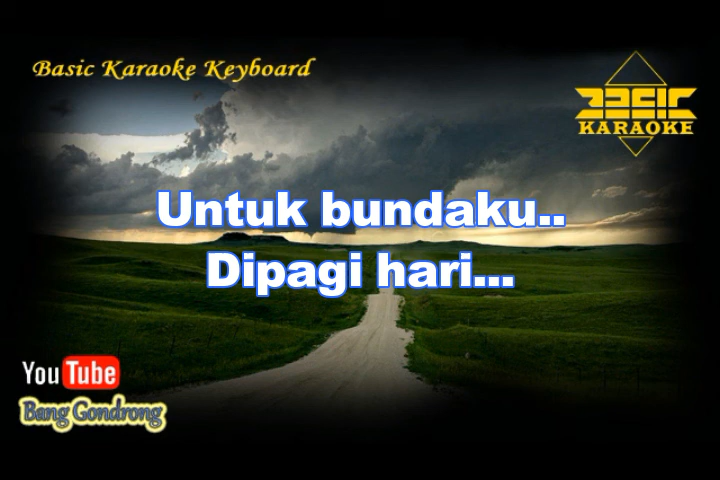 Basic Karaoke Keyboard
BASIC
KARAOKE
Untuk bundaku..
Dipagi hari...
YouTube
Bang Gondrong